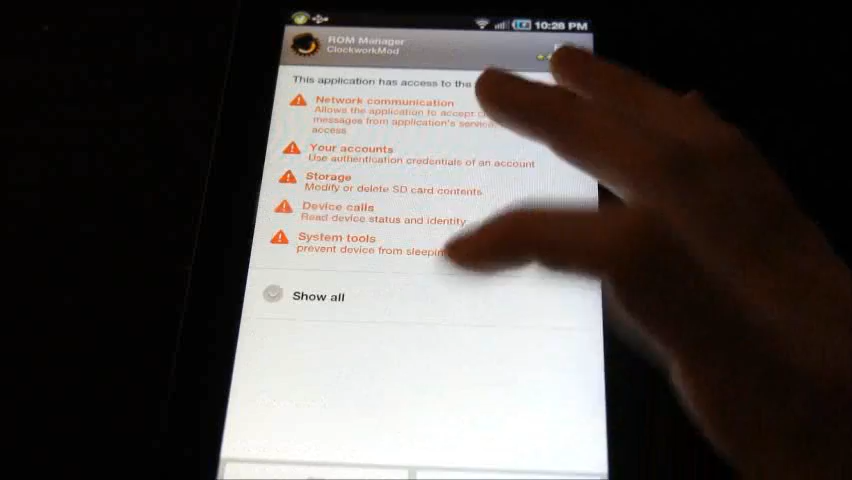 10:28 PM
ROM Manager
ClockworkMod
This application has access to the
Network communication
Allows the application to accept
messages from application's service.
access
Your accounts
Use authentication credentials of an account
Storage
Modify or delete SD card contents
Device calls
Read device status and identity
System tools
prevent device from sleeping
Show all